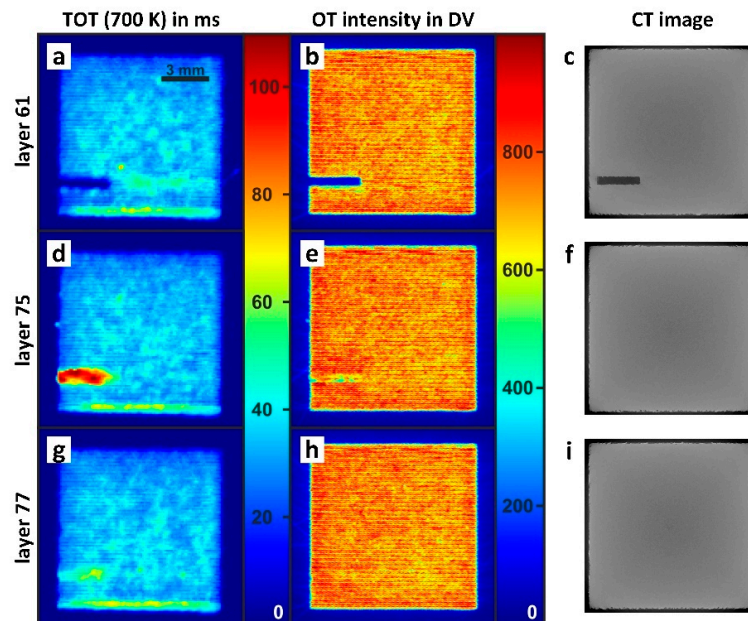 TOT (700 K) in ms
OT intensity in DV
CT image
layer 61
a
3 mm
100
80
60
40
20
0
b
800
600
400
200
0
c
layer 75
d
e
f
layer 77
g
h
i